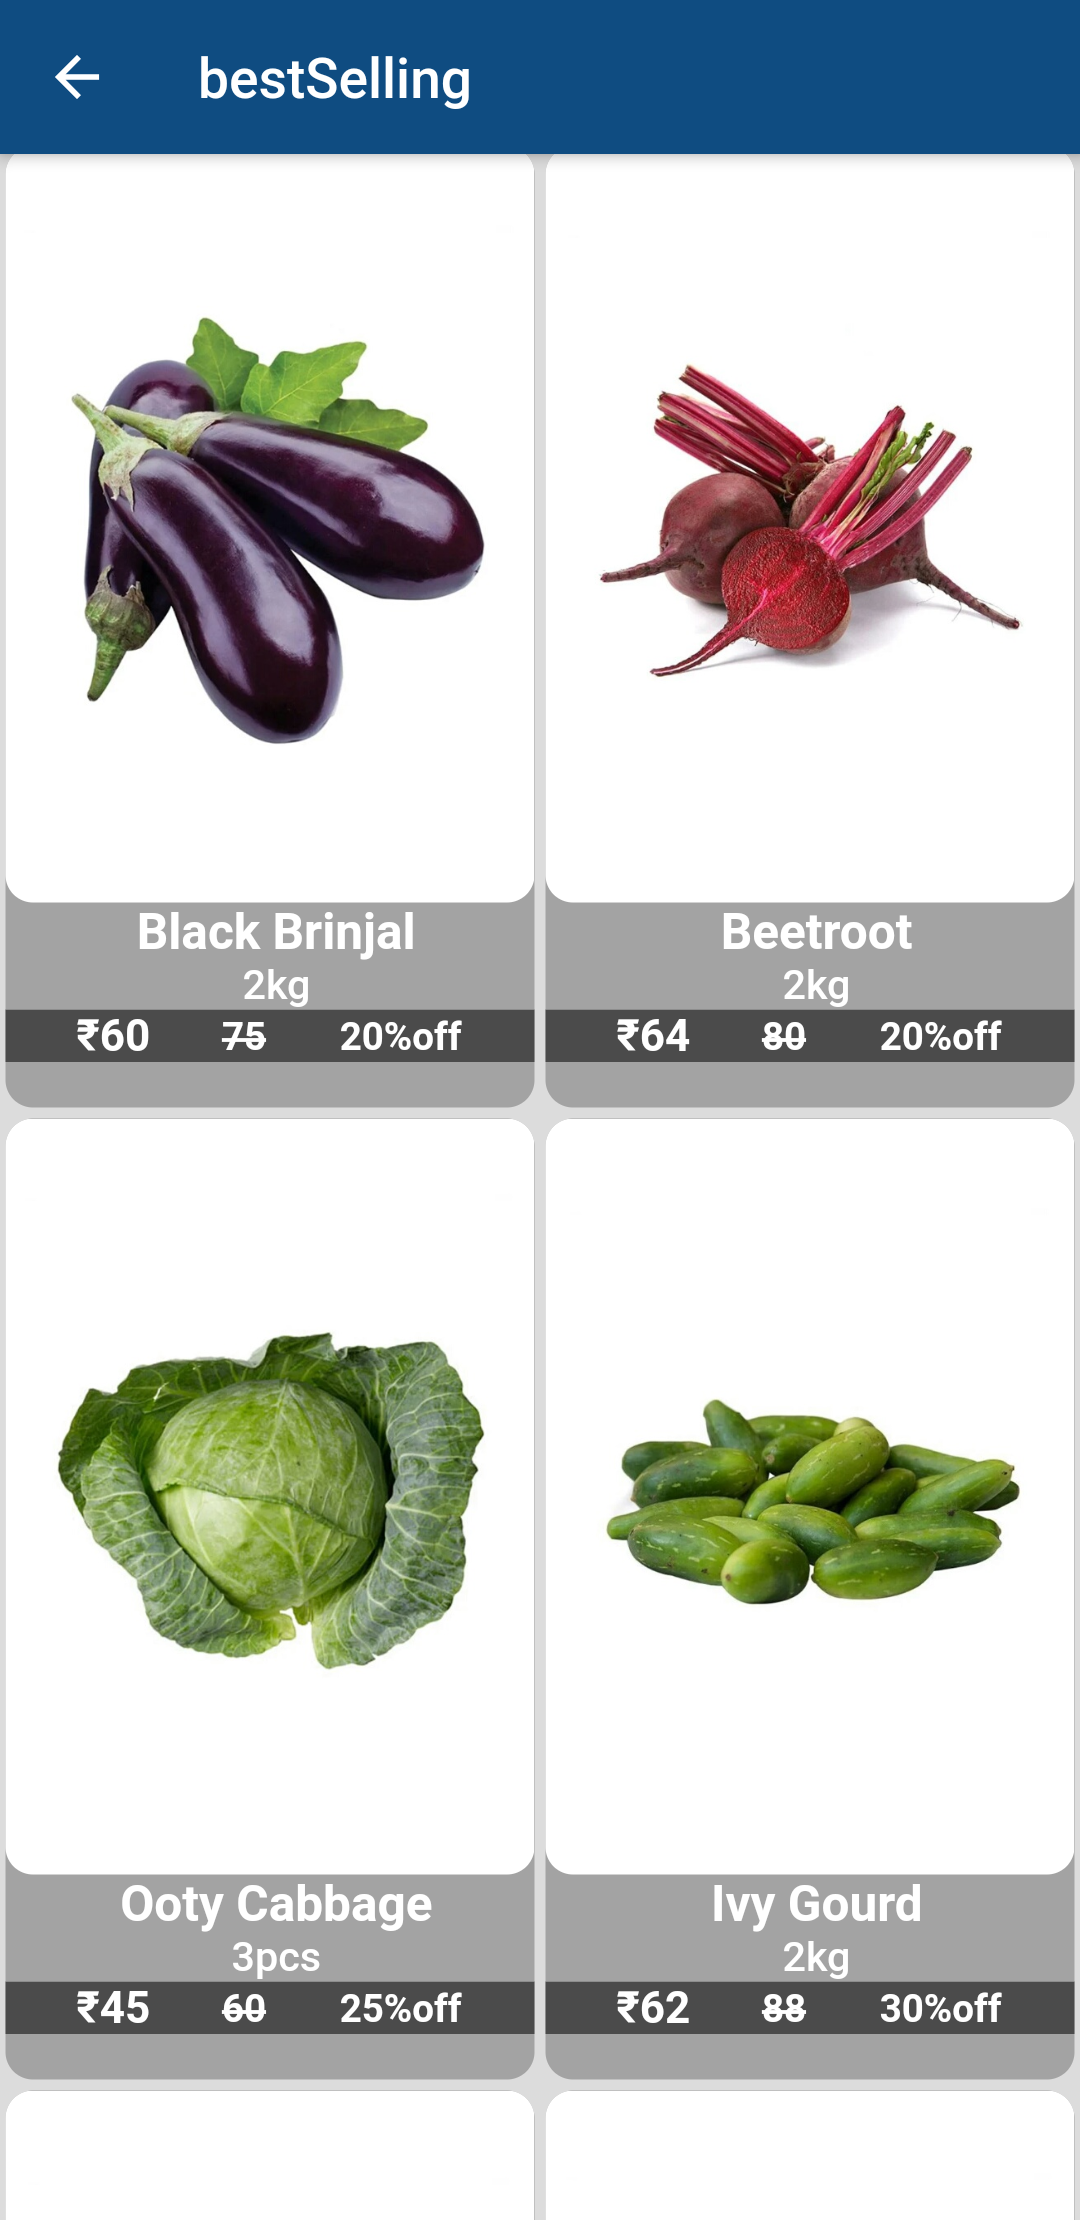 bestSelling
Black Brinjal
2kg
₹60 75 20%off
Beetroot
2kg
₹64 80 20%off
Ooty Cabbage
3pcs
₹45 60 25%off
Ivy Gourd
2kg
₹62 88 30%off